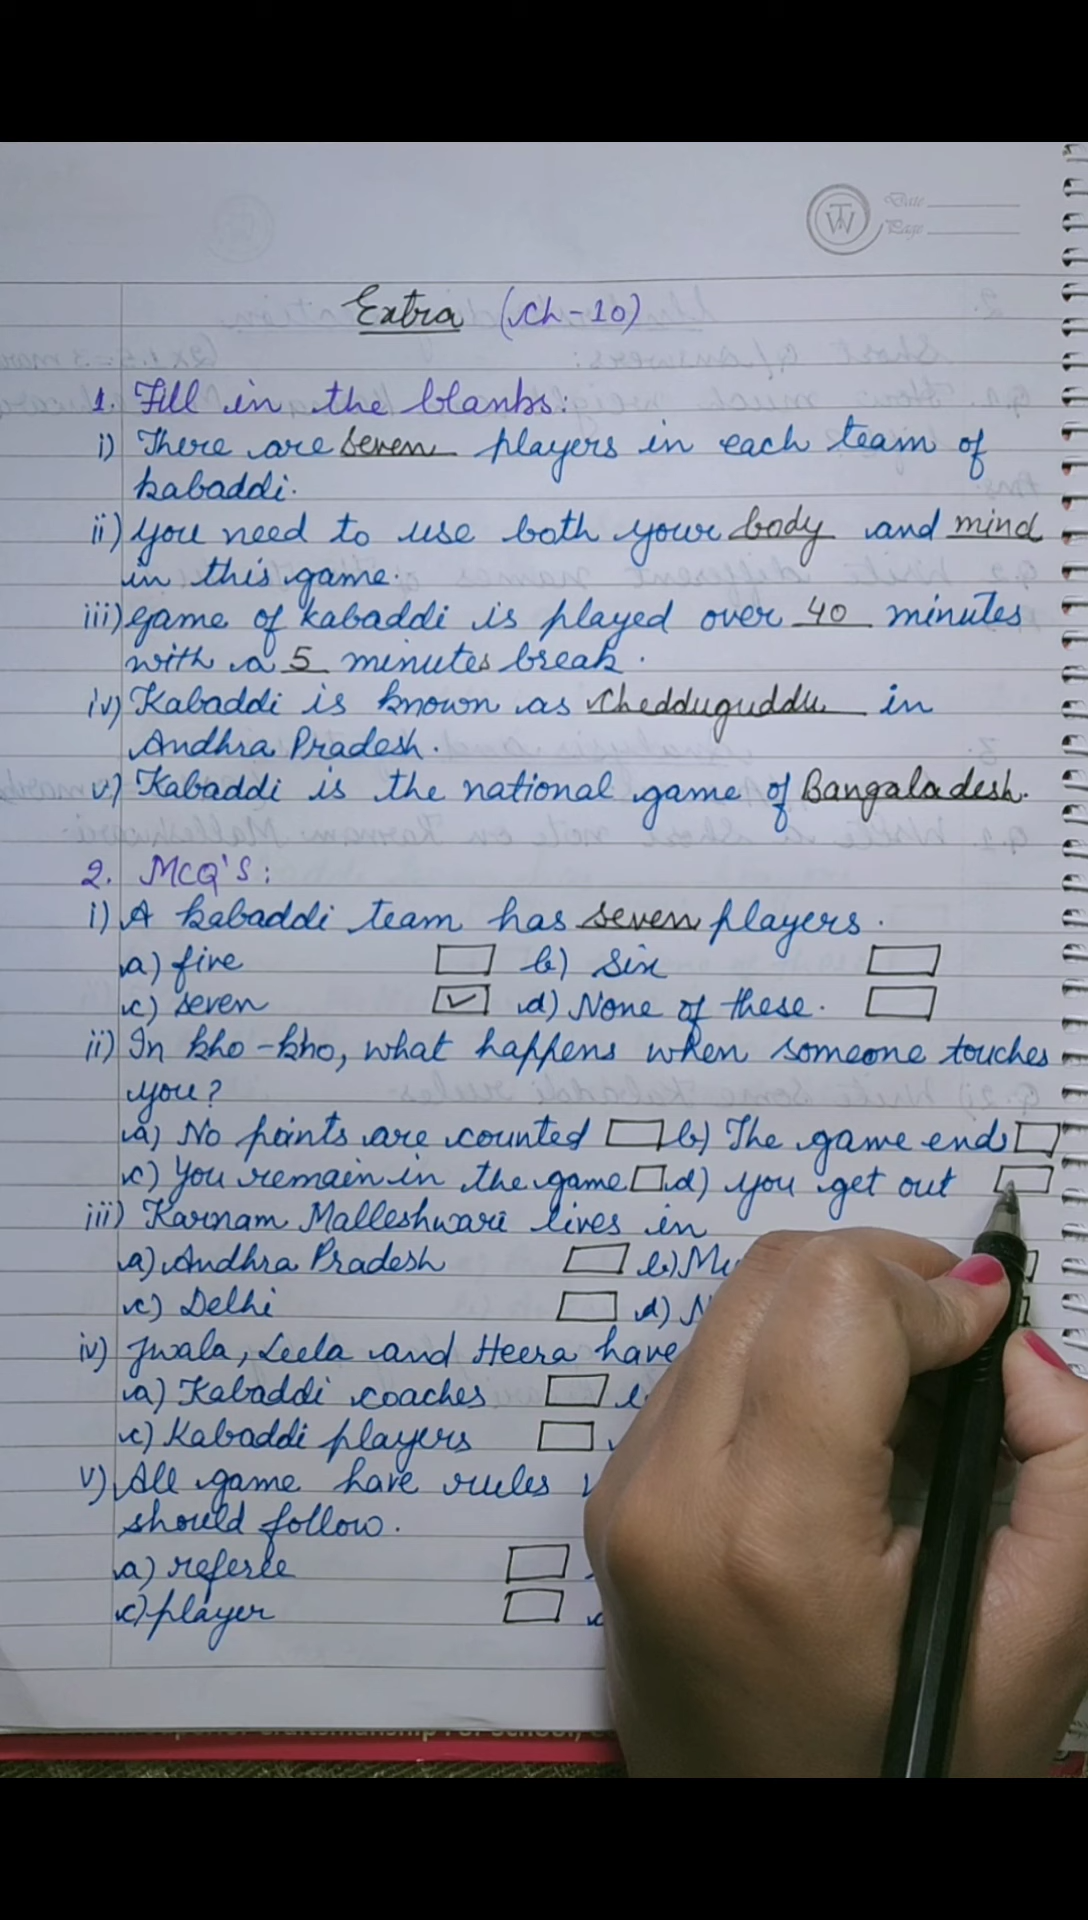 Date
Page
TW
Extra (Ch-10)
1. Fill in the blanks:
i) There are seven players in each team of
kabaddi.
ii) You need to use both your body and mind
in this game.
iii) Game of kabaddi is played over 40 minutes
with a 5 minutes break.
iv) Kabaddi is known as Chedduguddu in
Andhra Pradesh.
v) Kabaddi is the national game of Bangaladesh.
2. MCQ'S:
i) A kabaddi team has seven players.
a) five b) Six
c) seven ✓ d) None of these.
ii) In kho-kho, what happens when someone touches
you?
a) No points are counted b) The game ends
c) You remain in the game d) you get out
iii) Karnam Malleshwari lives in
a) Andhra Pradesh b)
c) Delhi d)
iv) Jwala, Leela and Heera have
a) Kabaddi coaches
c) Kabaddi players
v) All game have rules
should follow.
a) referee
c) player